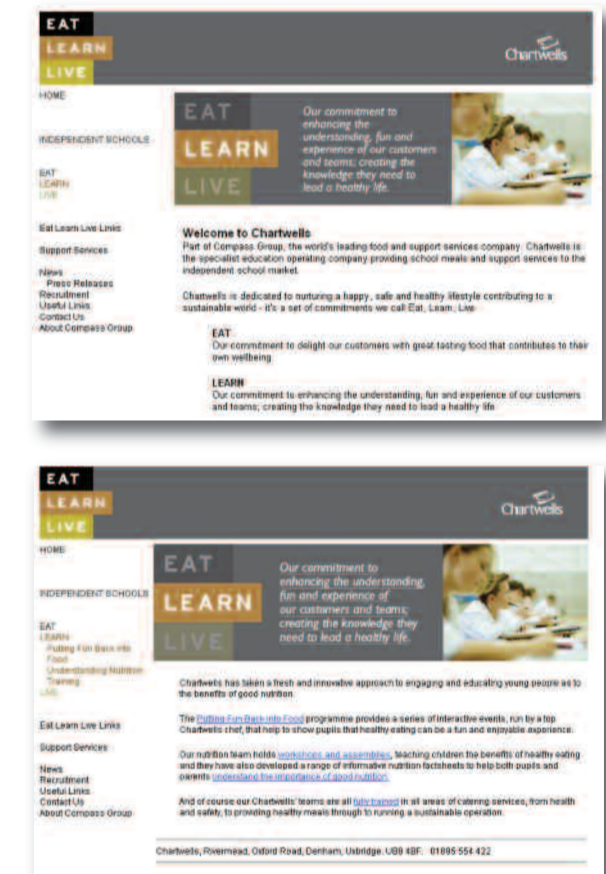 EAT
LEARN
LIVE
Chartwells
HOME
INDEPENDENT SCHOOLS
EAT
LEARN
LIVE
Eat Learn Live Links
Support Services
News
Press Releases
Recruitment
Useful Links
Contact Us
About Compass Group
EAT
LEARN
LIVE
Our commitment to
enhancing the
understanding, fun and
experience of our customers
and teams; creating the
knowledge they need to
lead a healthy life.
Welcome to Chartwells
Part of Compass Group, the world's leading food and support services company. Chartwells is
the specialist education operating company providing school meals and support services to the
independent school market.
Chartwells is dedicated to nurturing a happy, safe and healthy lifestyle contributing to a
sustainable world - it's a set of commitments we call Eat, Learn, Live
EAT
Our commitment to delight our customers with great tasting food that contributes to their
own wellbeing
LEARN
Our commitment to enhancing the understanding, fun and experience of our customers
and teams; creating the knowledge they need to lead a healthy life
EAT
LEARN
LIVE
Chartwells
HOME
INDEPENDENT SCHOOLS
EAT
LEARN
Putting Fun Back into
Food
Understanding Nutrition
Training
LIVE
Eat Learn Live Links
Support Services
News
Recruitment
Useful Links
Contact Us
About Compass Group
EAT
LEARN
LIVE
Our commitment to
enhancing the understanding,
fun and experience of
our customers and teams;
creating the knowledge they
need to lead a healthy life.
Chartwells has taken a fresh and innovative approach to engaging and educating young people as to
the benefits of good nutrition.
The Putting Fun Back into Food programme provides a series of interactive events, run by a top
Chartwells chef, that help to show pupils that healthy eating can be a fun and enjoyable experience.
Our nutrition team holds workshops and assemblies, teaching children the benefits of healthy eating
and they have also developed a range of informative nutrition factsheets to help both pupils and
parents understand the importance of good nutrition.
And of course our Chartwells' teams are all fully trained in all areas of catering services, from health
and safety, to providing healthy meals through to running a sustainable operation.
Chartwells, Rivermead, Oxford Road, Denham, Uxbridge. UB9 4BF. 01895 554 422